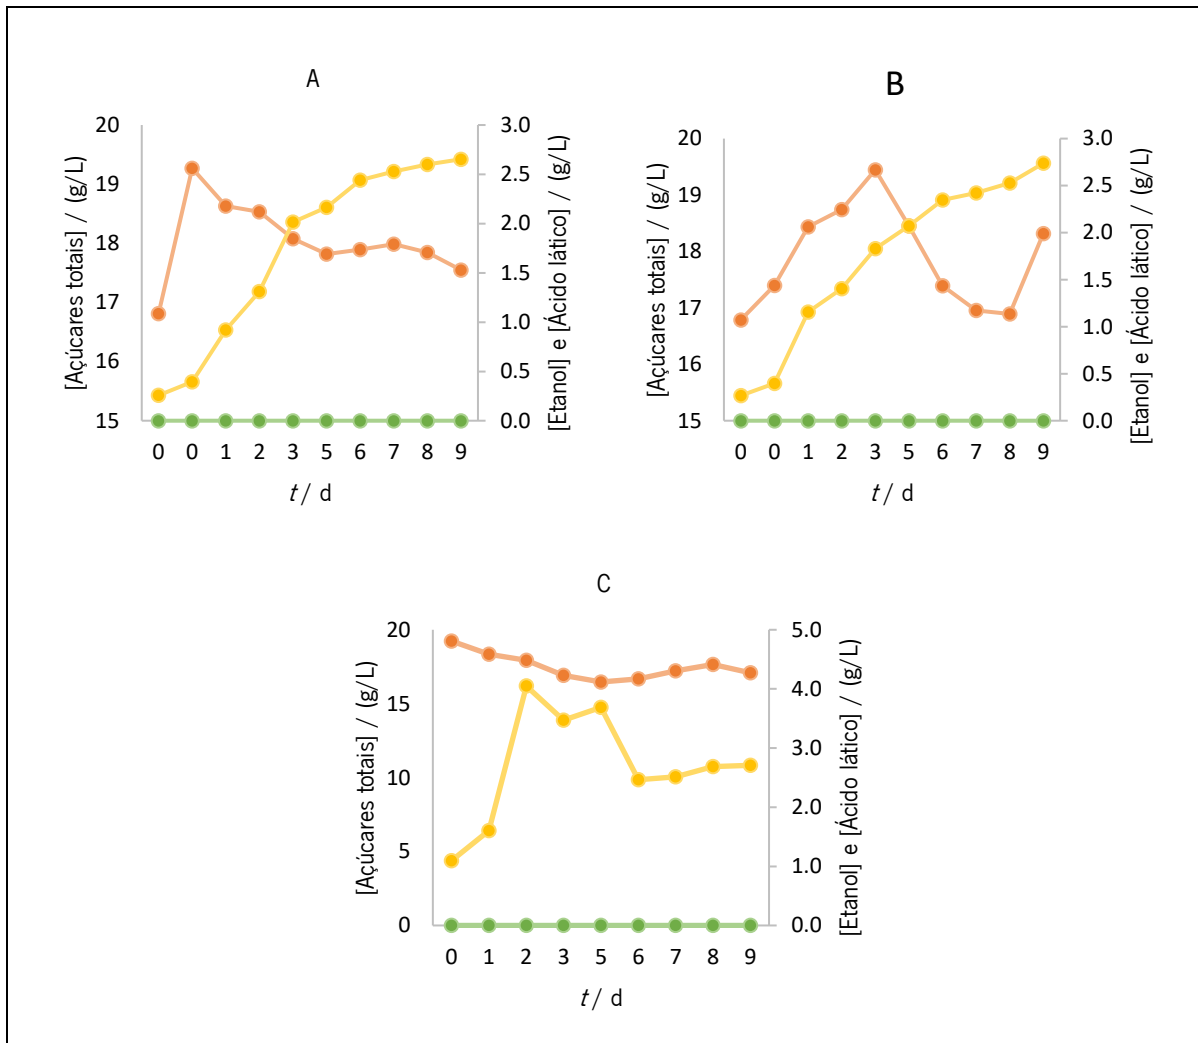 A
20
19
18
17
16
15
[Açúcares totais] / (g/L)
3.0
2.5
2.0
1.5
1.0
0.5
0.0
[Etanol] e [Ácido lático] / (g/L)
0 0 1 2 3 5 6 7 8 9
t / d
B
20
19
18
17
16
15
[Açúcares totais] / (g/L)
3.0
2.5
2.0
1.5
1.0
0.5
0.0
[Etanol] e [Ácido lático] / (g/L)
0 0 1 2 3 5 6 7 8 9
t / d
C
20
15
10
5
0
[Açúcares totais] / (g/L)
5.0
4.0
3.0
2.0
1.0
0.0
[Etanol] e [Ácido lático] / (g/L)
0 1 2 3 5 6 7 8 9
t / d